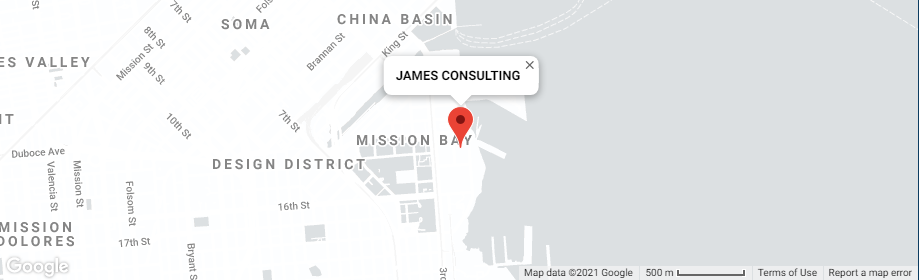 7th St
CHINA BASIN
SOMA
King St
8th St
Brannan St
ES VALLEY
Mission St
9th St
JAMES CONSULTING
NT
10th St
7th St
MISSION BAY
Duboce Ave
DESIGN DISTRICT
Valencia St
Mission St
Folsom St
16th St
MISSION
DOLORES
17th St
Bryant St
3rd
Google
Map data ©2021 Google
500 m
Terms of Use
Report a map error